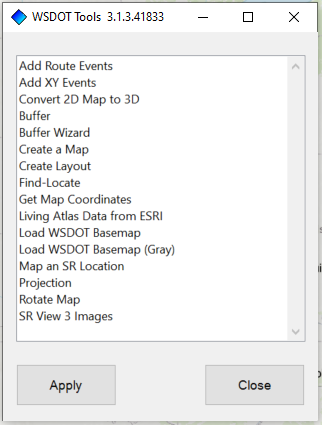 WSDOT Tools 3.1.3.41833
Add Route Events
Add XY Events
Convert 2D Map to 3D
Buffer
Buffer Wizard
Create a Map
Create Layout
Find-Locate
Get Map Coordinates
Living Atlas Data from ESRI
Load WSDOT Basemap
Load WSDOT Basemap (Gray)
Map an SR Location
Projection
Rotate Map
SR View 3 Images
Apply Close